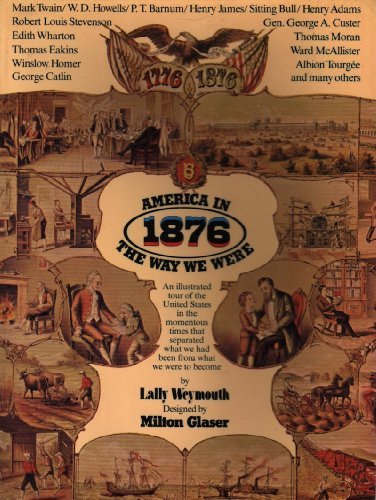 Mark Twain/ W. D. Howells/ P. T. Barnum/ Henry James/ Sitting Bull/ Henry Adams
Robert Louis Stevenson
Edith Wharton
Thomas Eakins
Winslow Homer
George Catlin
Gen. George A. Custer
Thomas Moran
Ward McAllister
Albion Tourgée
and many others
1776
1876
AMERICA IN
1876
THE WAY WE WERE
An illustrated
tour of the
United States in
the momentous
times that
separated
what we had
been from what
we were to become
by
Lally Weymouth
Designed by
Milton Glaser